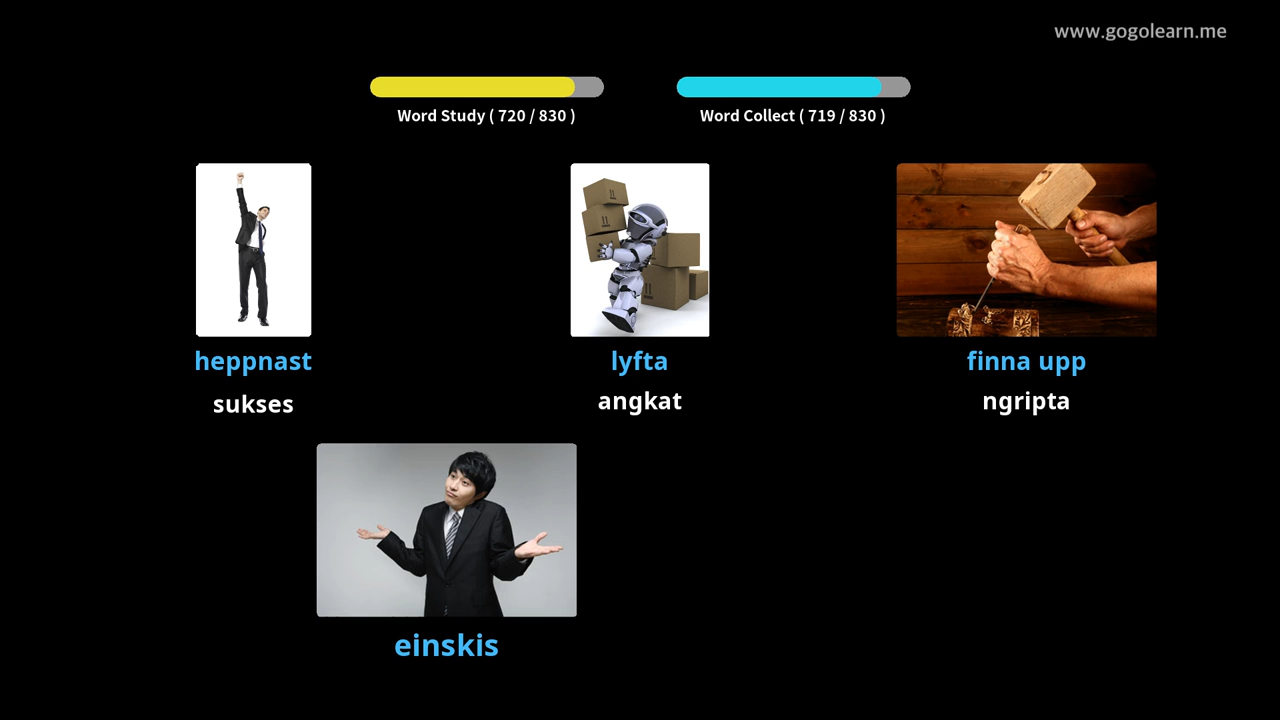 www.gogolearn.me
Word Study ( 720 / 830 )
Word Collect ( 719 / 830 )
heppnast
lyfta
finna upp
sukses
angkat
ngripta
einskis